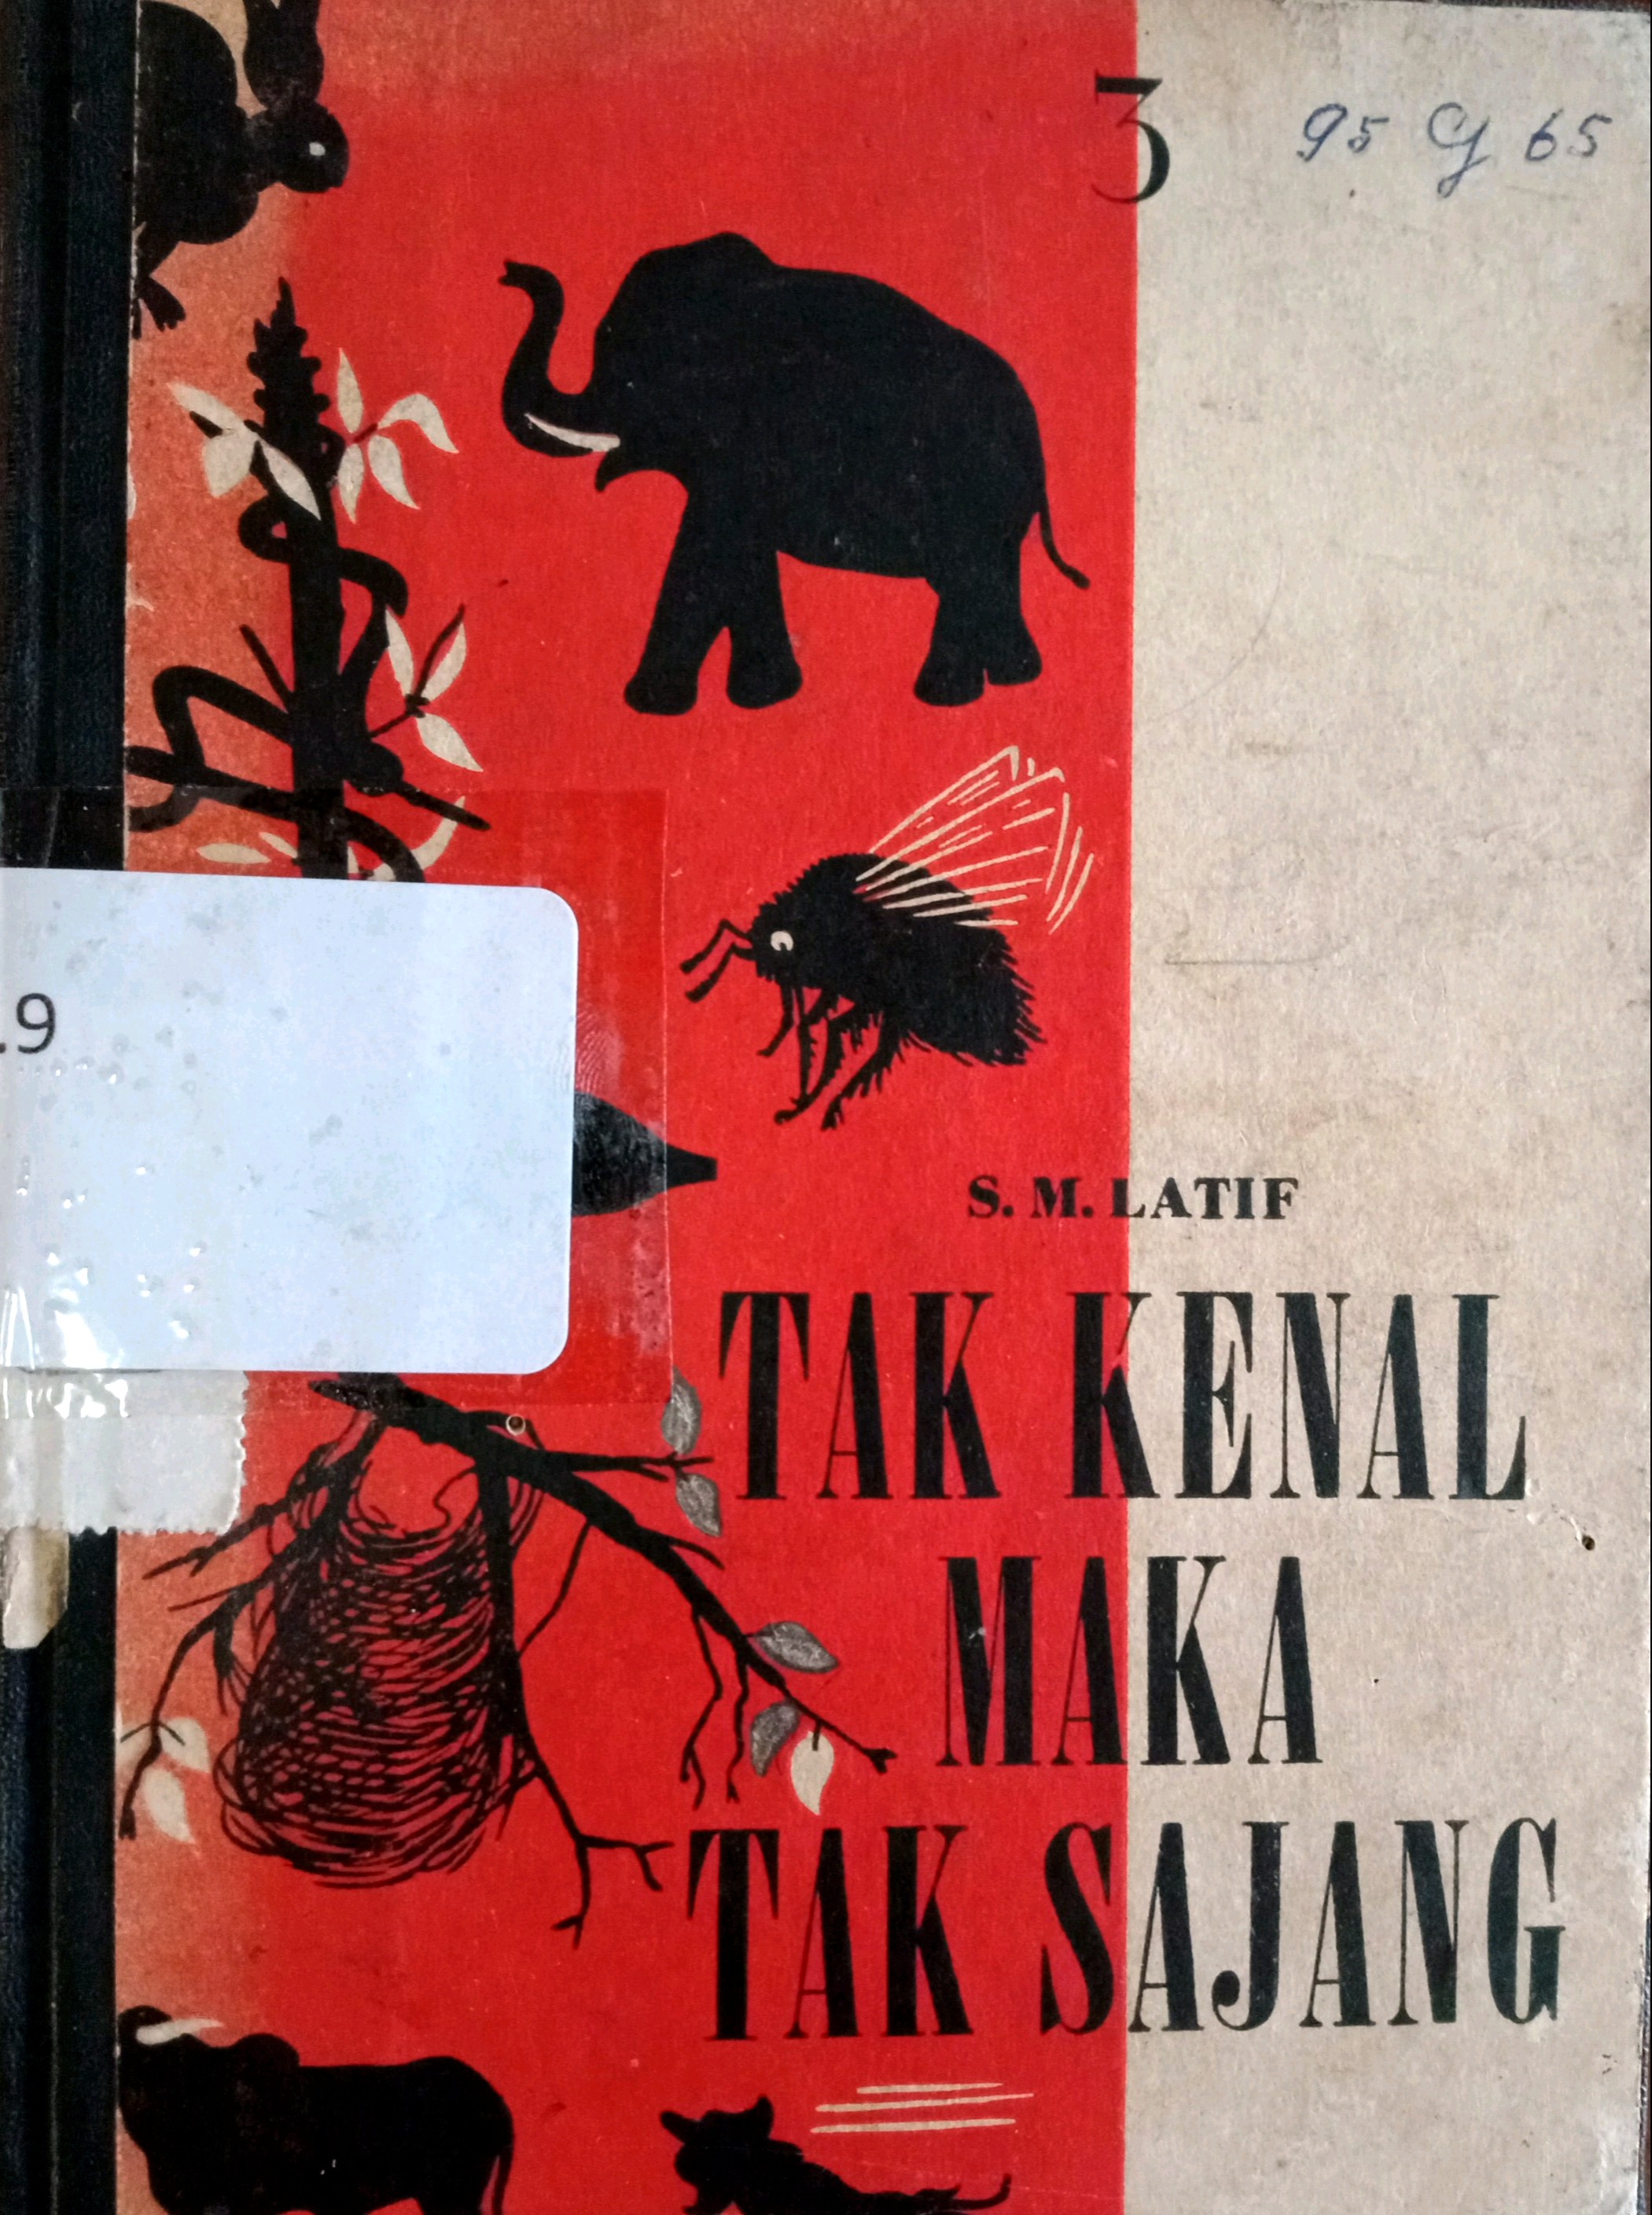 3
95 G 65
.9
S. M. LATIF
TAK KENAL
MAKA
TAK SAJANG